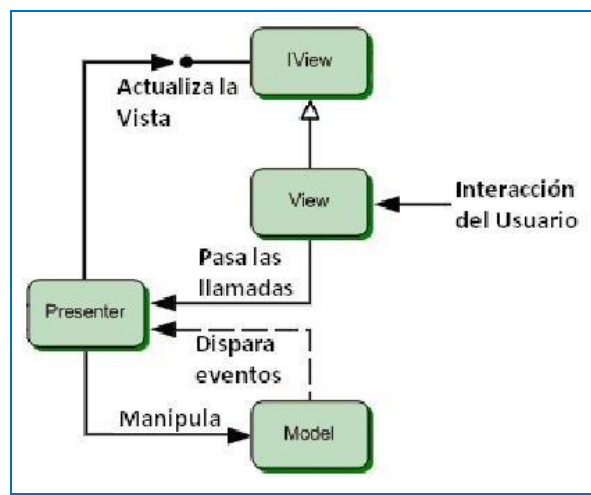 IView
Actualiza la
Vista
View
Interacción
del Usuario
Pasa las
llamadas
Presenter
Dispara
eventos
Manipula
Model